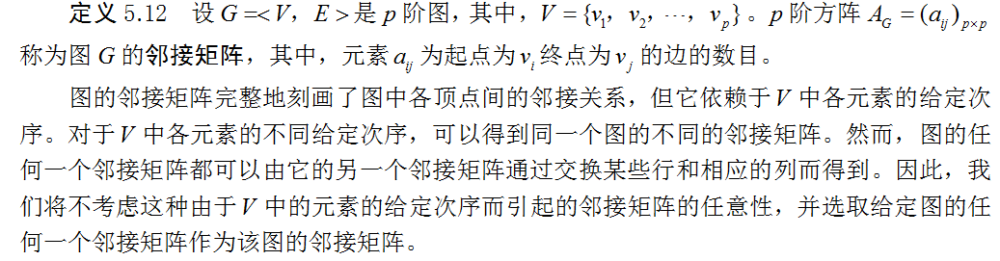 定义 5.12 设 G=<V, E> 是 p 阶图，其中，V = {v₁, v₂, ⋯, vₚ}。p 阶方阵 A_G = (a_ij)_{p×p}
称为图 G 的邻接矩阵，其中，元素 a_ij 为起点为 v_i 终点为 v_j 的边的数目。
图的邻接矩阵完整地刻画了图中各顶点间的邻接关系，但它依赖于 V 中各元素的给定次
序。对于 V 中各元素的不同给定次序，可以得到同一个图的不同的邻接矩阵。然而，图的任
何一个邻接矩阵都可以由它的另一个邻接矩阵通过交换某些行和相应的列而得到。因此，我
们将不考虑这种由于 V 中的元素的给定次序而引起的邻接矩阵的任意性，并选取给定图的任
何一个邻接矩阵作为该图的邻接矩阵。